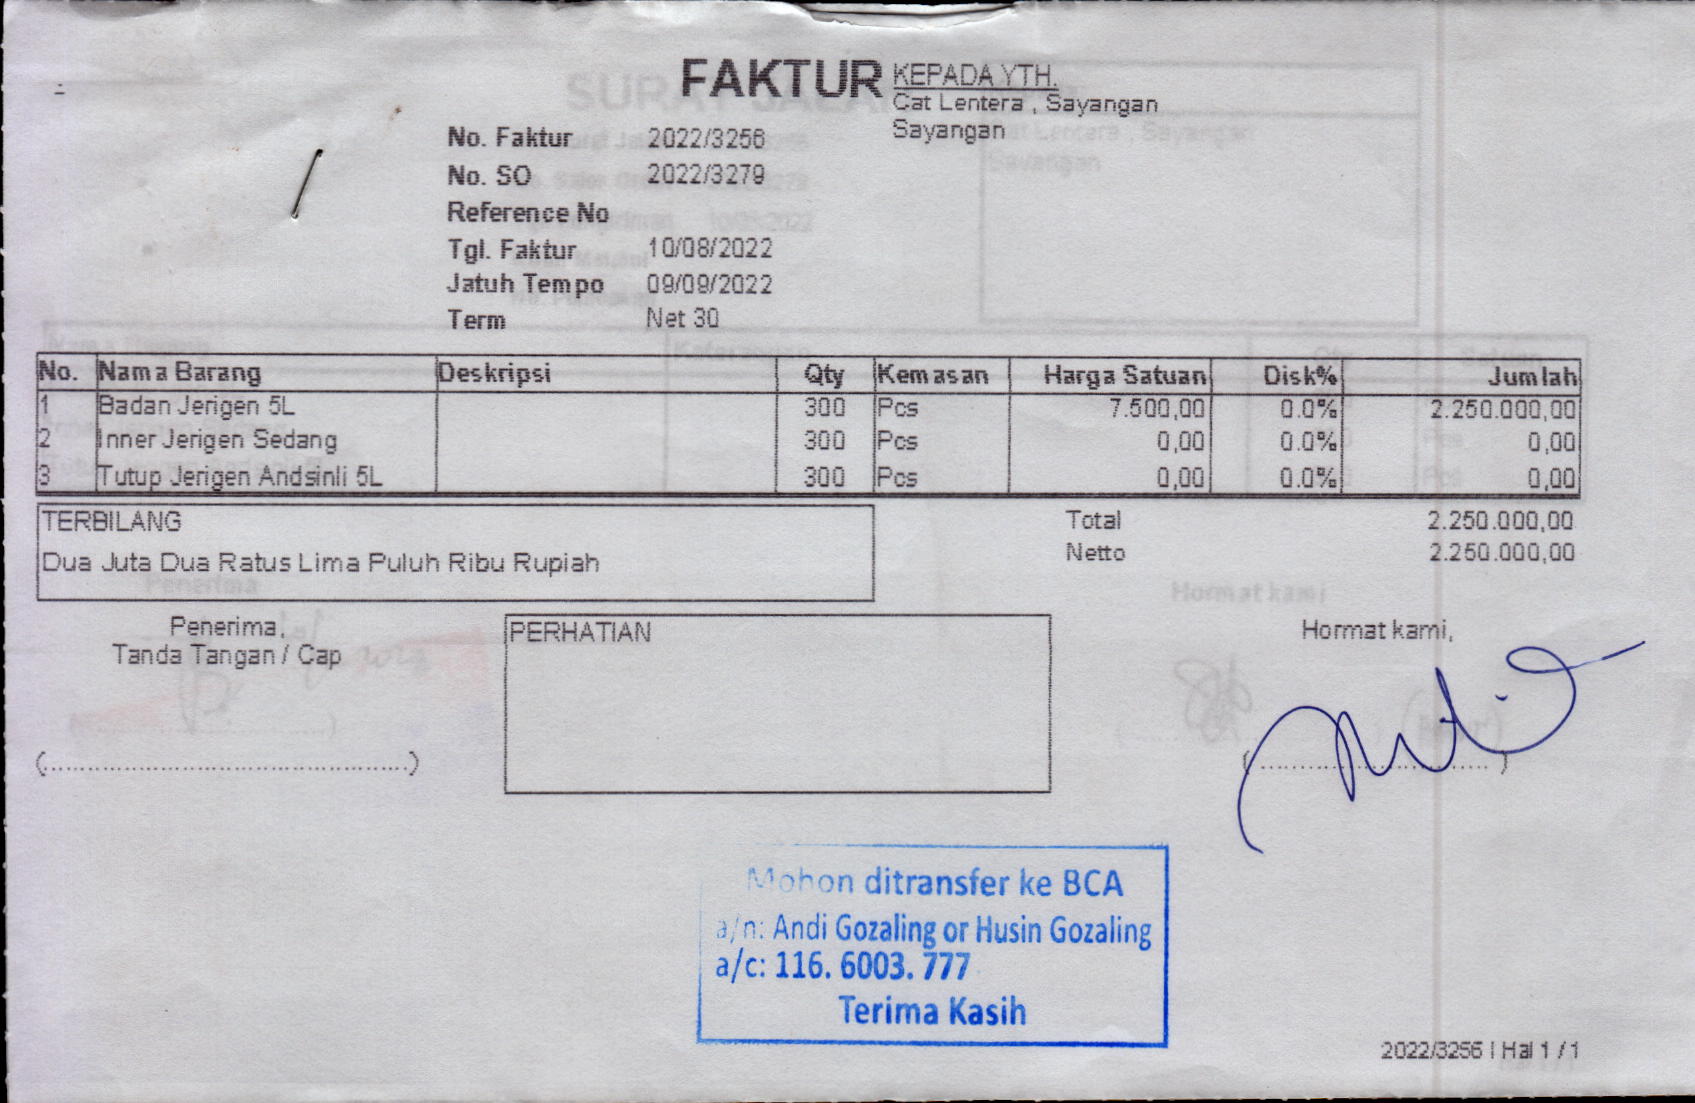 FAKTUR
KEPADA YTH.
Cat Lentera , Sayangan
Sayangan
No. Faktur 2022/3256
No. SO 2022/3279
Reference No
Tgl. Faktur 10/08/2022
Jatuh Tempo 09/09/2022
Term Net 30
No. Nama Barang Deskripsi Qty Kemasan Harga Satuan Disk% Jumlah
1 Badan Jerigen 5L 300 Pcs 7.500,00 0.0% 2.250.000,00
2 Inner Jerigen Sedang 300 Pcs 0,00 0.0% 0,00
3 Tutup Jerigen Andsinli 5L 300 Pcs 0,00 0.0% 0,00
TERBILANG
Dua Juta Dua Ratus Lima Puluh Ribu Rupiah
Total 2.250.000,00
Netto 2.250.000,00
Penerima,
Tanda Tangan / Cap
(..............................................)
PERHATIAN
Hormat kami,
(..............................)
Mohon ditransfer ke BCA
a/n: Andi Gozaling or Husin Gozaling
a/c: 116. 6003. 777
Terima Kasih
2022/3256 | Hal 1 / 1